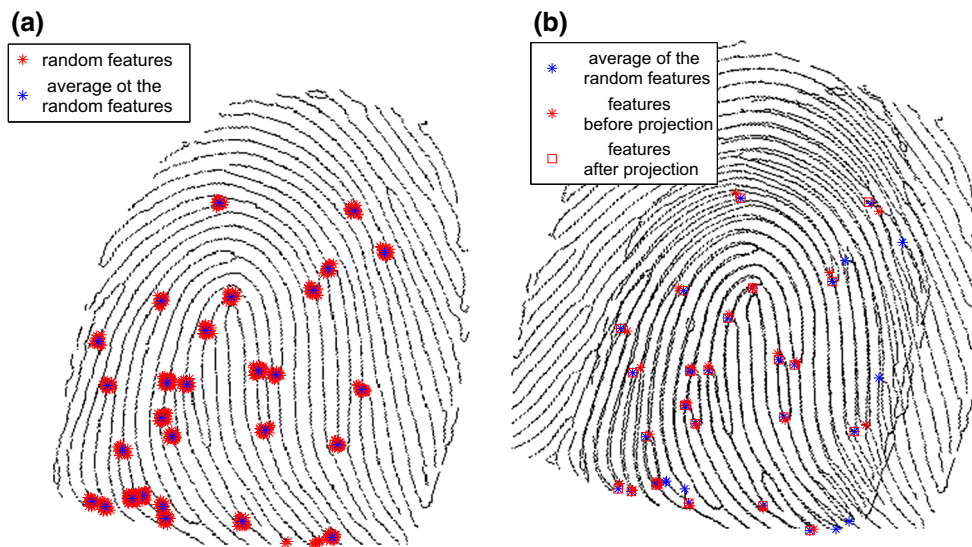 (a)
random features
average ot the
random features
(b)
average of the
random features
features
before projection
features
after projection